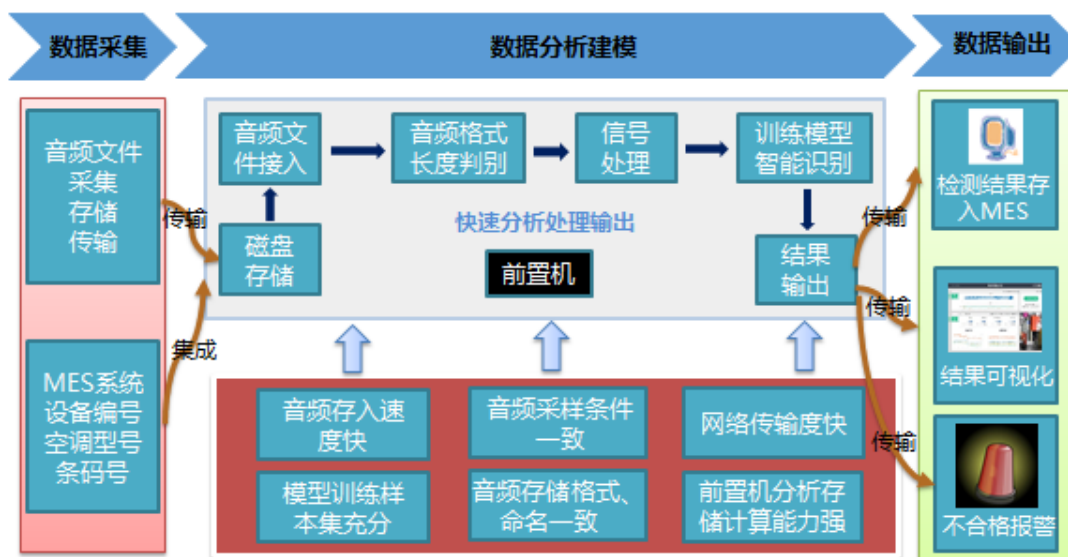 数据采集
数据分析建模
数据输出
音频文件
采集
存储
传输
传输
MES系统
设备编号
空调型号
条码号
集成
音频文
件接入
音频格式
长度判别
信号
处理
训练模型
智能识别
快速分析处理输出
磁盘
存储
前置机
结果
输出
音频存入速
度快
音频采样条件
一致
网络传输度快
模型训练样
本集充分
音频存储格式、
命名一致
前置机分析存
储计算能力强
传输
检测结果存
入MES
传输
结果可视化
传输
不合格报警